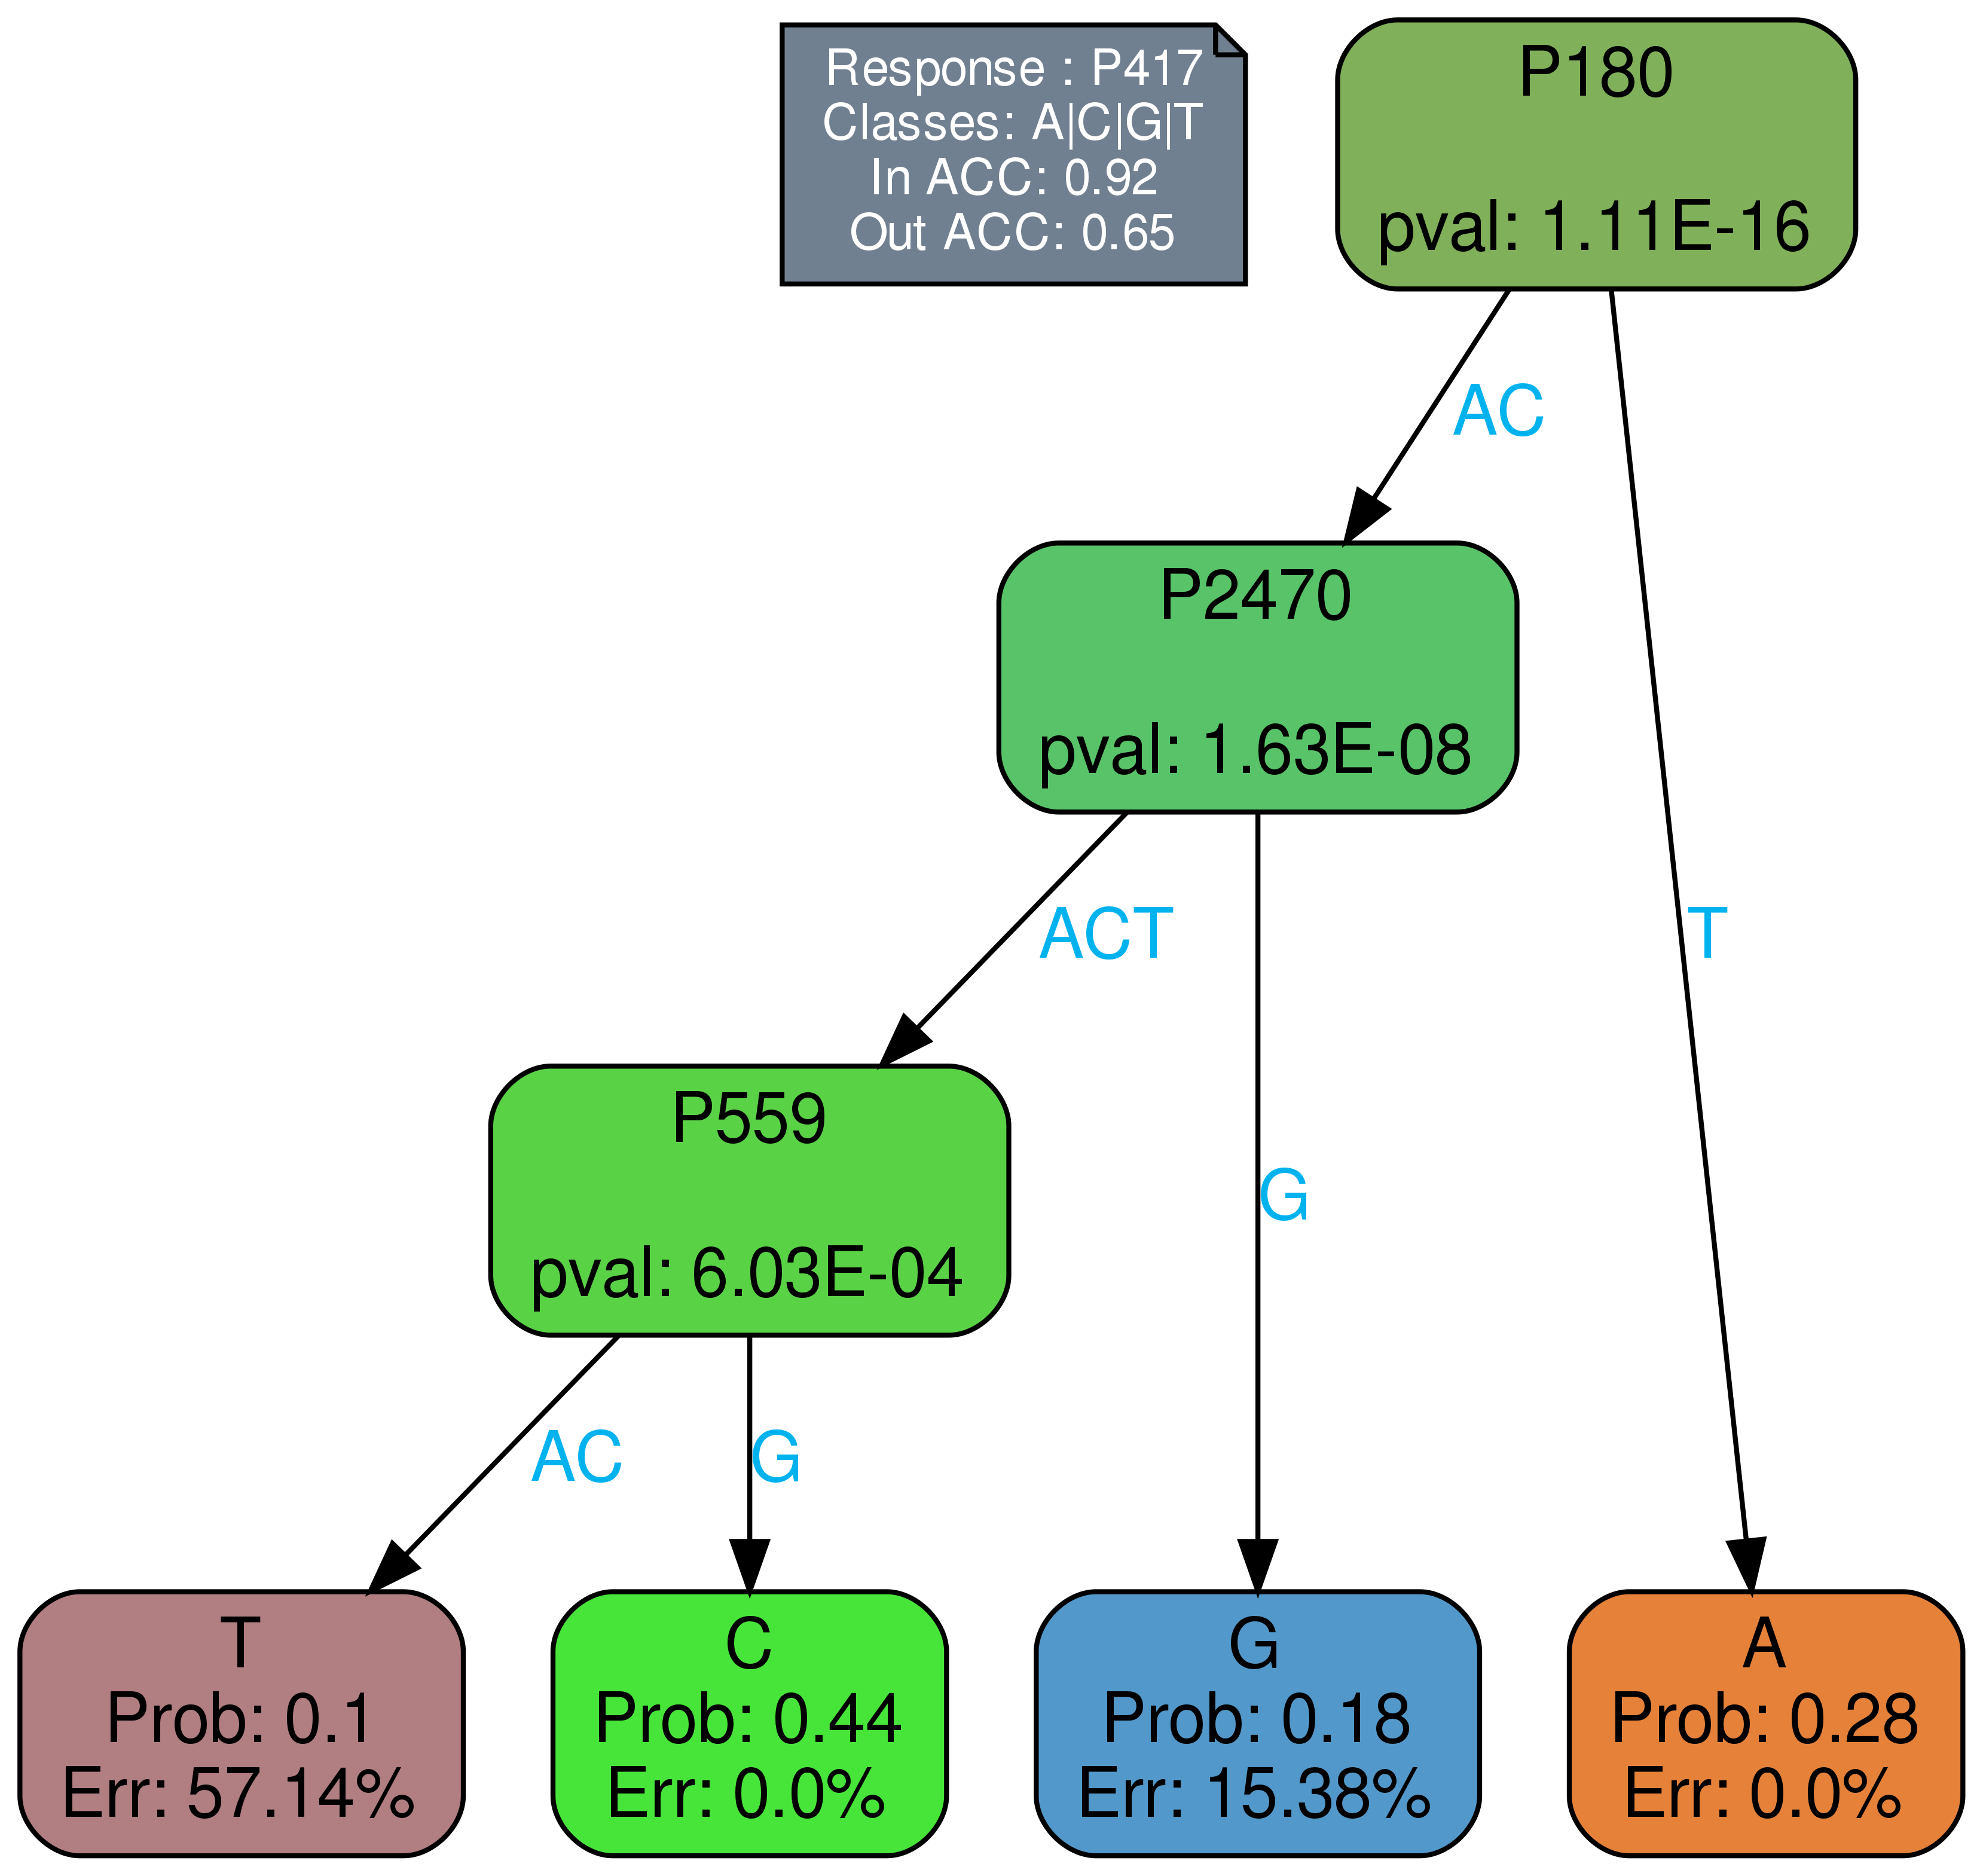 Response : P417
Classes: A|C|G|T
In ACC: 0.92
Out ACC: 0.65
P180
pval: 1.11E-16
AC
T
P2470
pval: 1.63E-08
ACT
G
P559
pval: 6.03E-04
AC
G
T
Prob: 0.1
Err: 57.14%
C
Prob: 0.44
Err: 0.0%
G
Prob: 0.18
Err: 15.38%
A
Prob: 0.28
Err: 0.0%